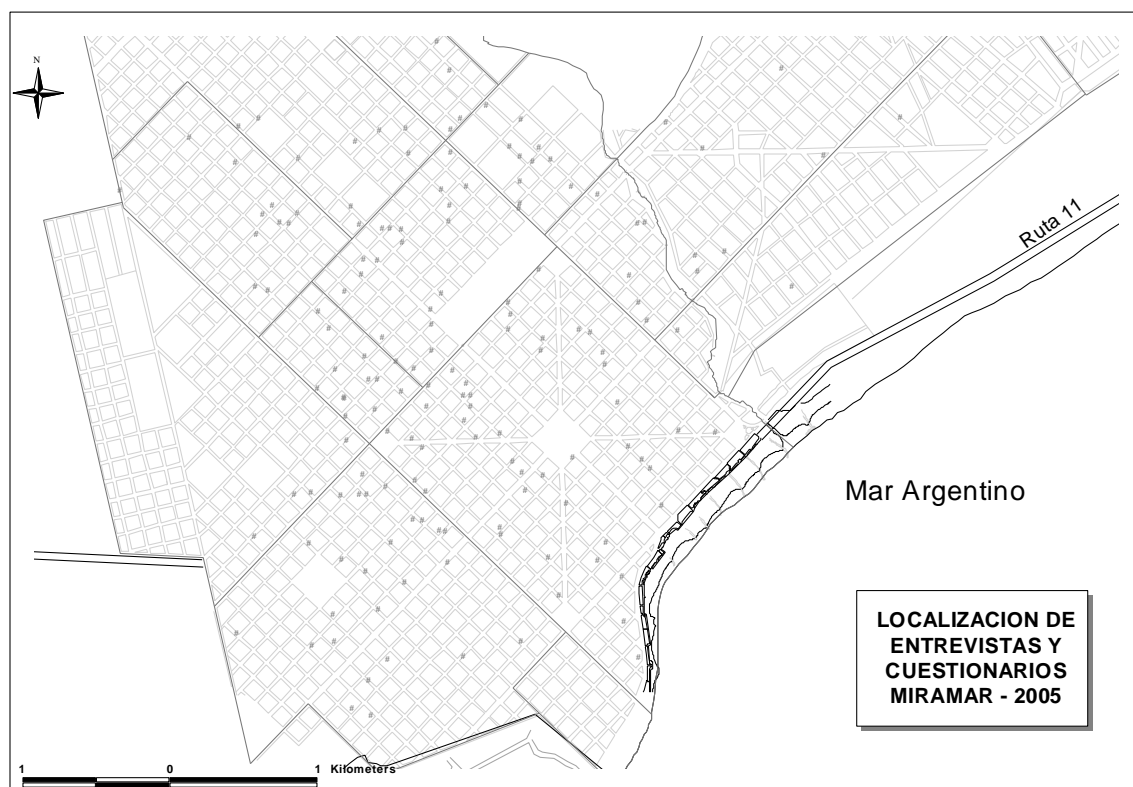 N
Ruta 11
Mar Argentino
LOCALIZACION DE
ENTREVISTAS Y
CUESTIONARIOS
MIRAMAR - 2005
1 0 1 Kilometers